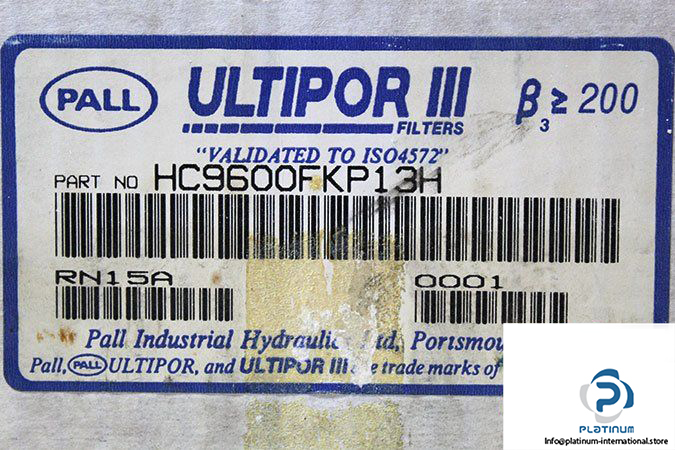 PALL ULTIPOR III β3 ≥ 200
FILTERS
"VALIDATED TO ISO4572"
PART NO HC9600FKP13H
RN15A 0001
Pall Industrial Hydraulics Ltd, Portsmou
Pall, PALL ULTIPOR, and ULTIPOR III are trade marks of
PLATINUM
Info@platinum-international.store